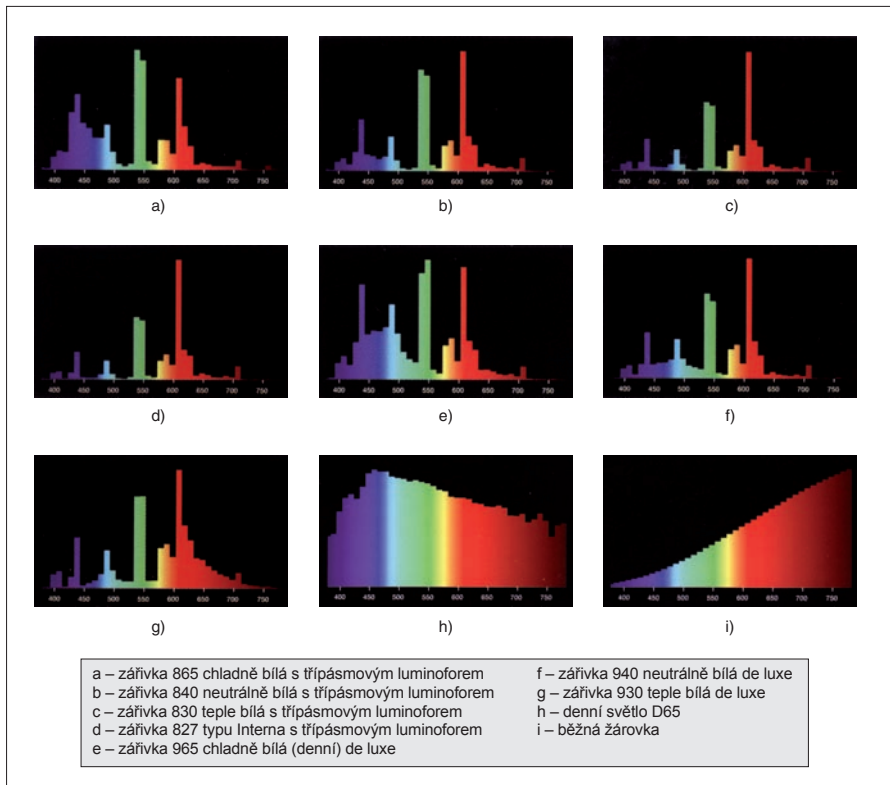 400 450 500 550 600 650 700 750
400 450 500 550 600 650 700 750
400 450 500 550 600 650 700 750
a)
b)
c)
400 450 500 550 600 650 700 750
400 450 500 550 600 650 700 750
400 450 500 550 600 650 700 750
d)
e)
f)
400 450 500 550 600 650 700 750
400 450 500 550 600 650 700 750
400 450 500 550 600 650 700 750
g)
h)
i)
a – zářivka 865 chladně bílá s třípásmovým luminoforem
b – zářivka 840 neutrálně bílá s třípásmovým luminoforem
c – zářivka 830 teple bílá s třípásmovým luminoforem
d – zářivka 827 typu Interna s třípásmovým luminoforem
e – zářivka 965 chladně bílá (denní) de luxe
f – zářivka 940 neutrálně bílá de luxe
g – zářivka 930 teple bílá de luxe
h – denní světlo D65
i – běžná žárovka